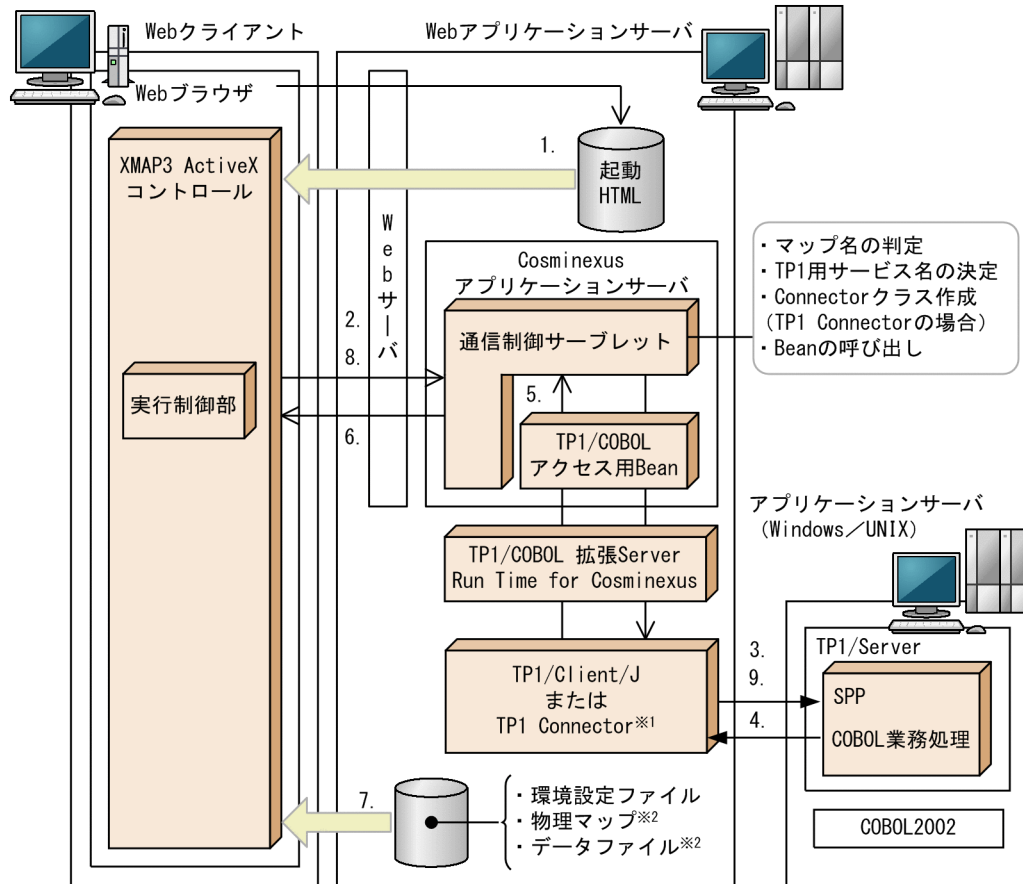 Webクライアント
Webアプリケーションサーバ
Webブラウザ
XMAP3 ActiveX
コントロール
1.
起動
HTML
Webサーバ
Cosminexus
アプリケーションサーバ
・マップ名の判定
・TP1用サービス名の決定
・Connectorクラス作成
（TP1 Connectorの場合）
・Beanの呼び出し
2.
8.
通信制御サーブレット
実行制御部
5.
6.
TP1/COBOL
アクセス用Bean
アプリケーションサーバ
（Windows／UNIX）
TP1/COBOL 拡張Server
Run Time for Cosminexus
TP1/Client/J
または
TP1 Connector※1
3.
9.
4.
TP1/Server
SPP
COBOL業務処理
7.
・環境設定ファイル
・物理マップ※2
・データファイル※2
COBOL2002